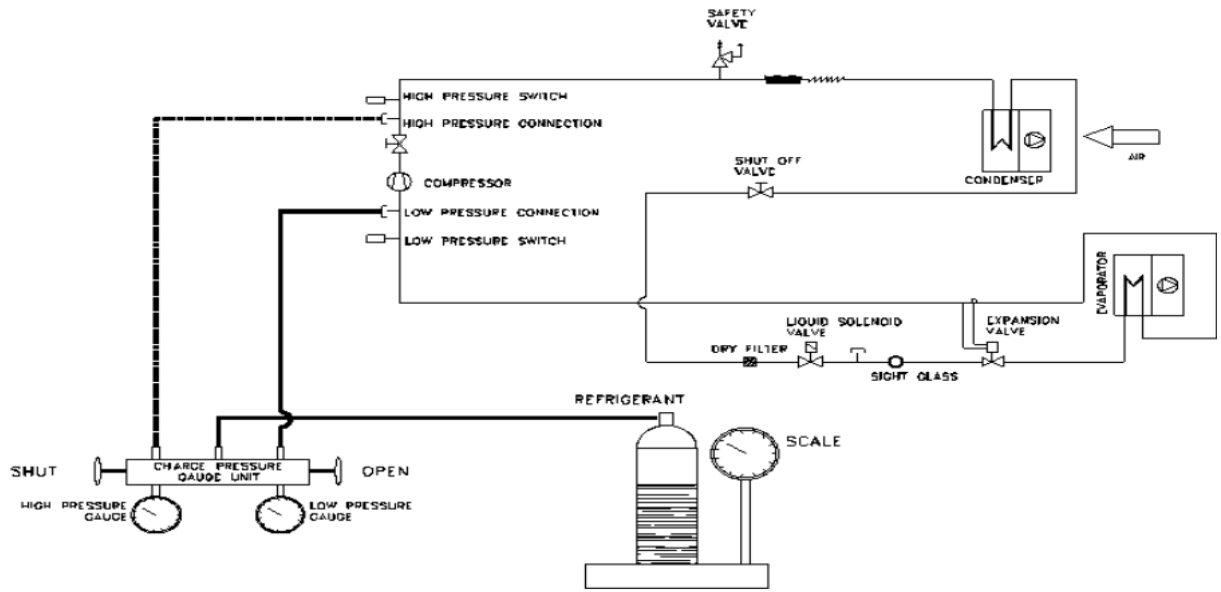 SAFETY
VALVE
HIGH PRESSURE SWITCH
HIGH PRESSURE CONNECTION
SHUT OFF
VALVE
CONDENSER
AIR
COMPRESSOR
LOW PRESSURE CONNECTION
LOW PRESSURE SWITCH
EVAPORATOR
LIQUID SOLENOID
VALVE
EXPANSION
VALVE
DRY FILTER
SIGHT GLASS
REFRIGERANT
SCALE
SHUT
CHARGE PRESSURE
GAUGE UNIT
OPEN
HIGH PRESSURE
GAUGE
LOW PRESSURE
GAUGE